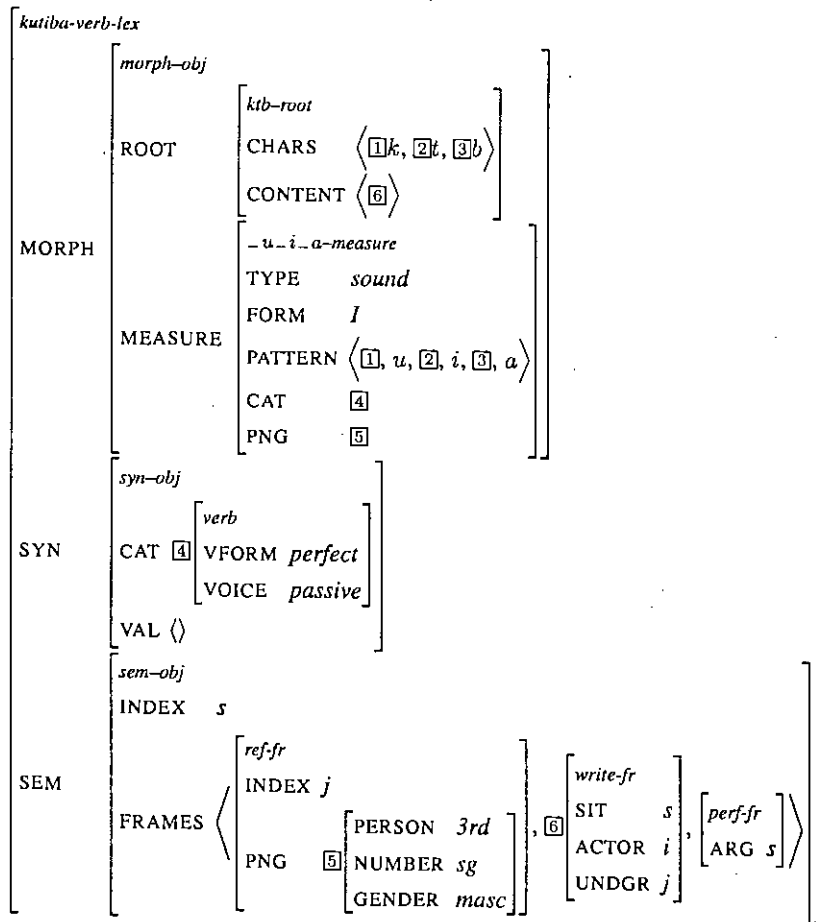 kutiba-verb-lex
morph–obj
ktb–root
ROOT CHARS ⟨[1]k, [2]t, [3]b⟩
CONTENT ⟨[6]⟩
MORPH
_u_i_a–measure
TYPE sound
FORM I
MEASURE PATTERN ⟨[1], u, [2], i, [3], a⟩
CAT [4]
PNG [5]
syn–obj
verb
SYN CAT [4] VFORM perfect
VOICE passive
VAL ⟨⟩
sem–obj
INDEX s
ref-fr
INDEX j
SEM FRAMES ⟨ PNG [5] PERSON 3rd
NUMBER sg
GENDER masc , [6] write-fr
SIT s
ACTOR i
UNDGR j , perf-fr
ARG s ⟩